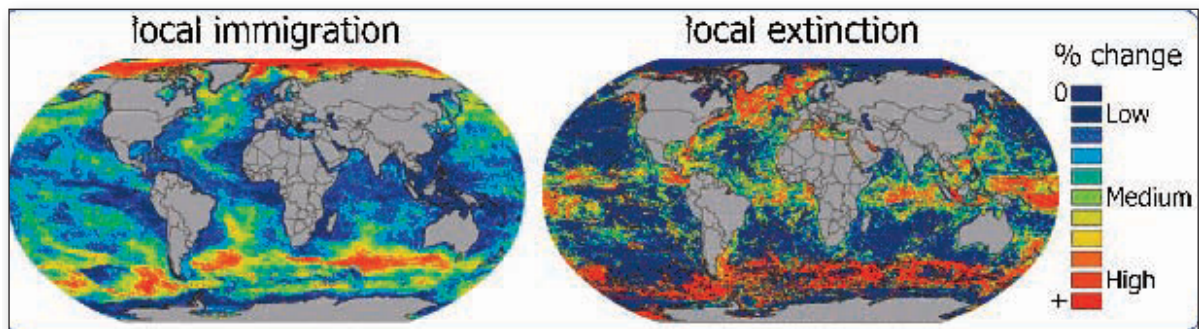 local immigration
local extinction
% change
0
Low
Medium
High
+